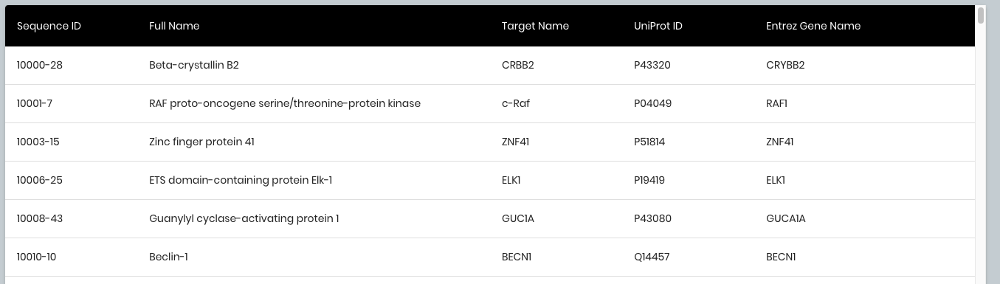 Sequence ID Full Name Target Name UniProt ID Entrez Gene Name
10000-28 Beta-crystallin B2 CRBB2 P43320 CRYBB2
10001-7 RAF proto-oncogene serine/threonine-protein kinase c-Raf P04049 RAF1
10003-15 Zinc finger protein 41 ZNF41 P51814 ZNF41
10006-25 ETS domain-containing protein Elk-1 ELK1 P19419 ELK1
10008-43 Guanylyl cyclase-activating protein 1 GUC1A P43080 GUCA1A
10010-10 Beclin-1 BECN1 Q14457 BECN1